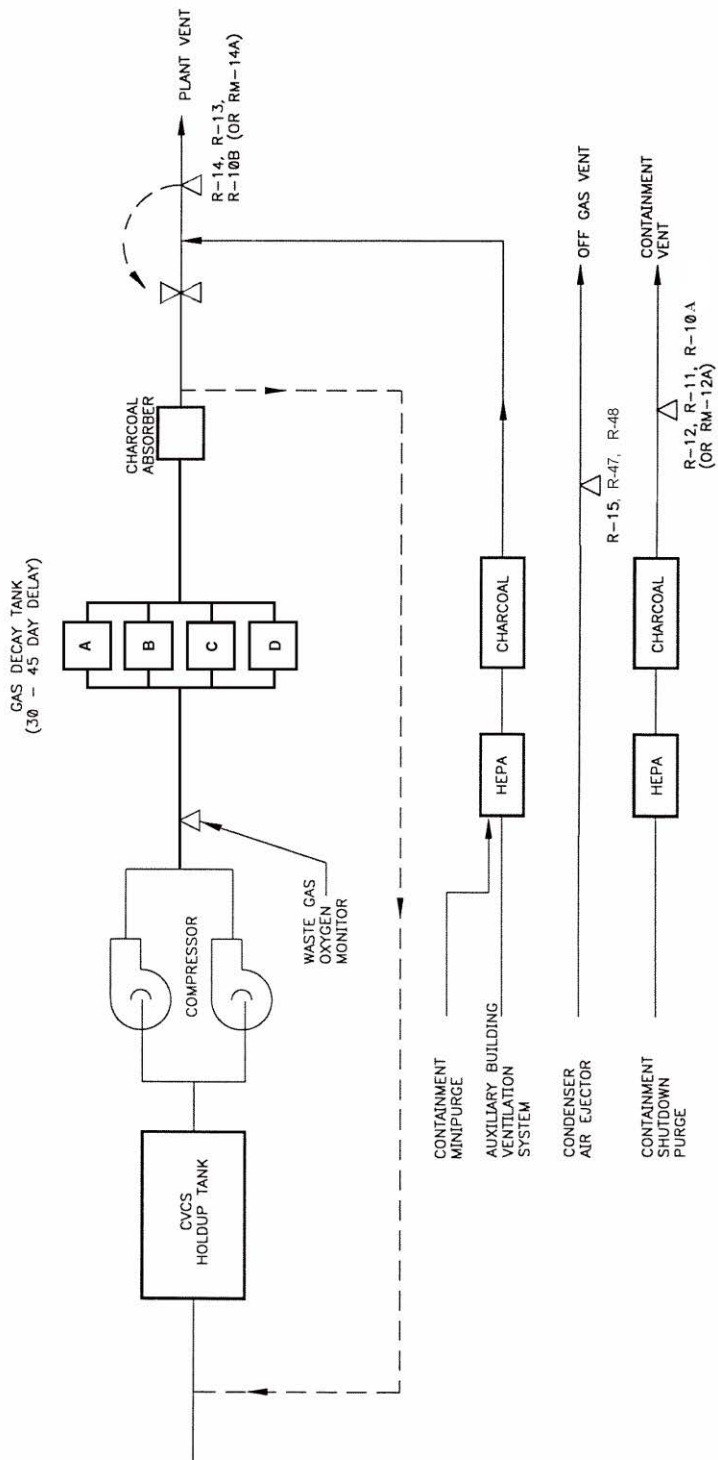 GAS DECAY TANK
(30 - 45 DAY DELAY)
A
B
C
D
CHARCOAL
ABSORBER
PLANT VENT
R-14, R-13,
R-10B (OR RM-14A)
COMPRESSOR
CVCS
HOLDUP TANK
WASTE GAS
OXYGEN
MONITOR
CONTAINMENT
MINIPURGE
AUXILIARY BUILDING
VENTILATION
SYSTEM
HEPA
CHARCOAL
CONDENSER
AIR EJECTOR
R-15, R-47, R-48
OFF GAS VENT
CONTAINMENT
SHUTDOWN
PURGE
HEPA
CHARCOAL
R-12, R-11, R-10A
(OR RM-12A)
CONTAINMENT
VENT